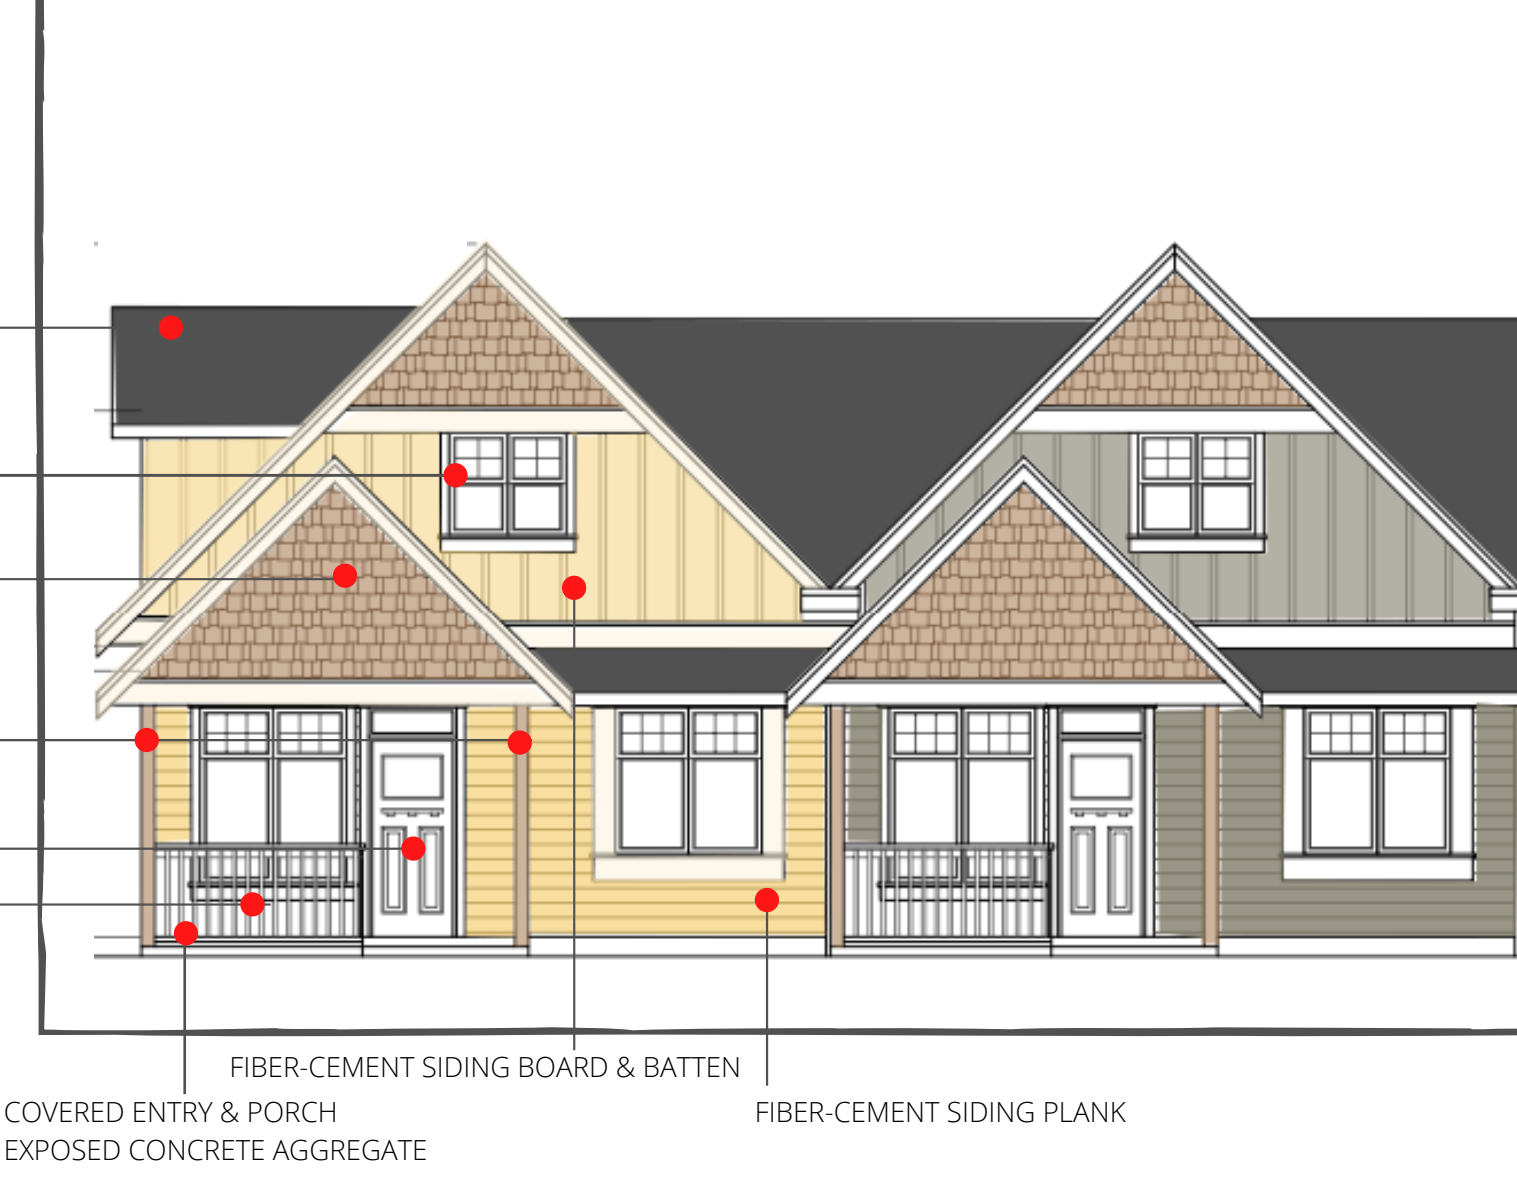 FIBER-CEMENT SIDING BOARD & BATTEN
COVERED ENTRY & PORCH
EXPOSED CONCRETE AGGREGATE
FIBER-CEMENT SIDING PLANK